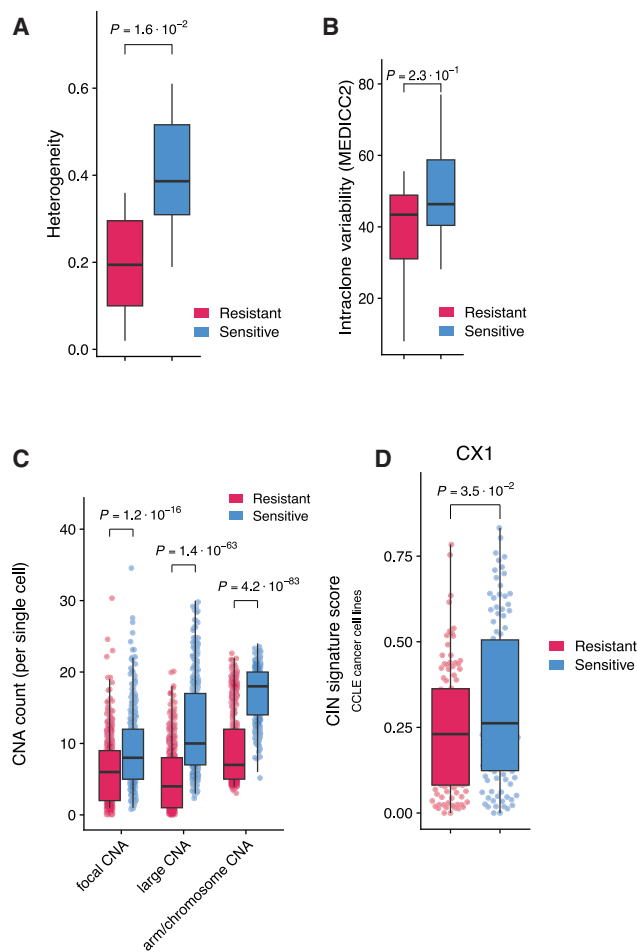 A
P = 1.6 · 10⁻²
Heterogeneity
0.6
0.4
0.2
0.0
Resistant
Sensitive
B
P = 2.3 · 10⁻¹
Intraclone variability (MEDICC2)
80
60
40
20
Resistant
Sensitive
C
Resistant
Sensitive
P = 1.2 · 10⁻¹⁶
P = 1.4 · 10⁻⁶³
P = 4.2 · 10⁻⁸³
CNA count (per single cell)
40
30
20
10
0
focal CNA
large CNA
arm/chromosome CNA
D
CX1
P = 3.5 · 10⁻²
CIN signature score
CCLE cancer cell lines
0.75
0.50
0.25
0.00
Resistant
Sensitive